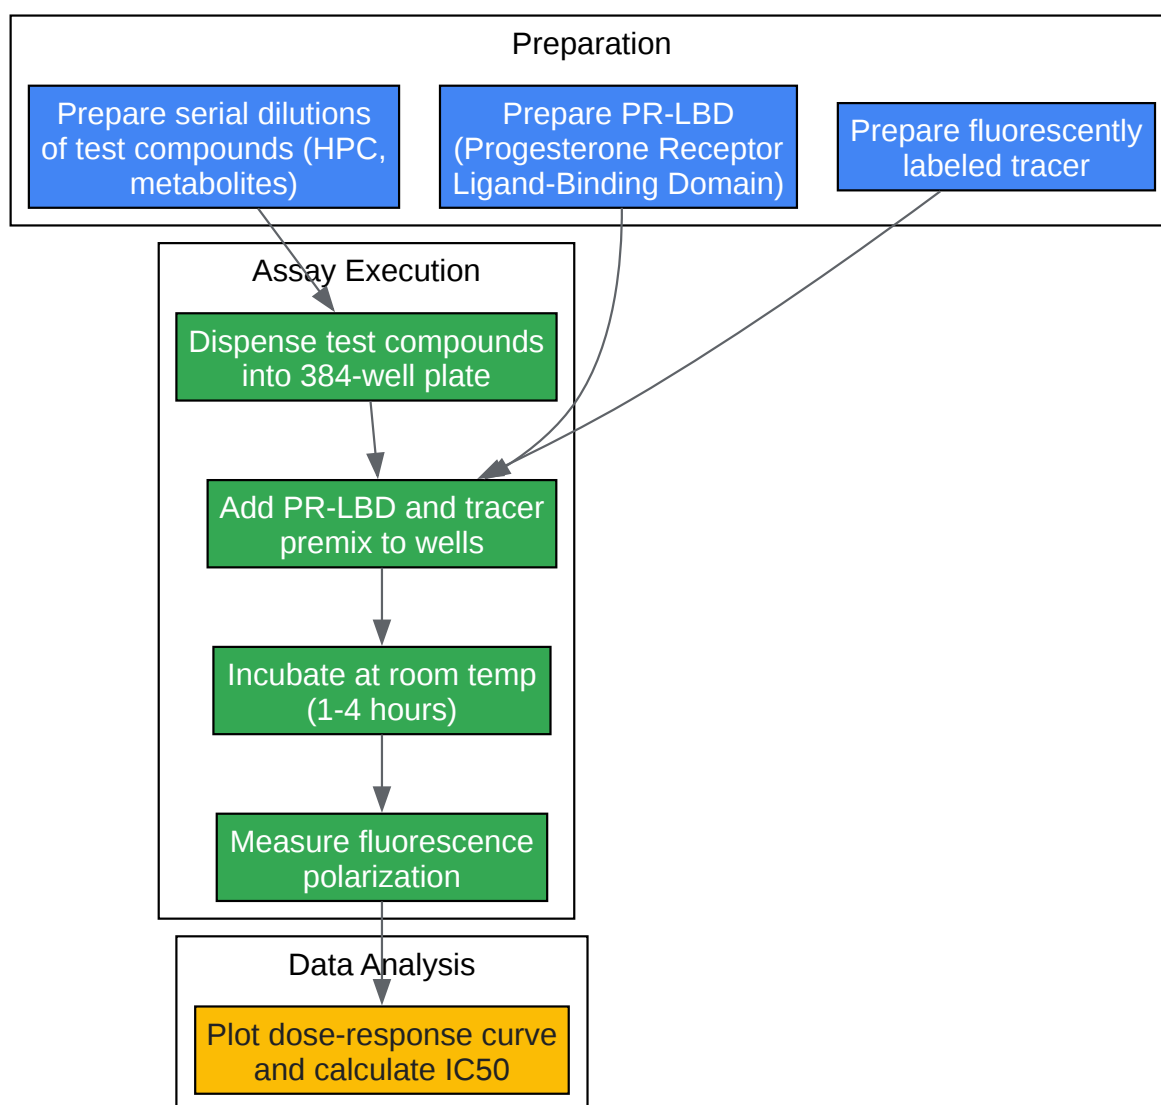 Preparation
Prepare serial dilutions
of test compounds (HPC,
metabolites)
Prepare PR-LBD
(Progesterone Receptor
Ligand-Binding Domain)
Prepare fluorescently
labeled tracer
Assay Execution
Dispense test compounds
into 384-well plate
Add PR-LBD and tracer
premix to wells
Incubate at room temp
(1-4 hours)
Measure fluorescence
polarization
Data Analysis
Plot dose-response curve
and calculate IC50